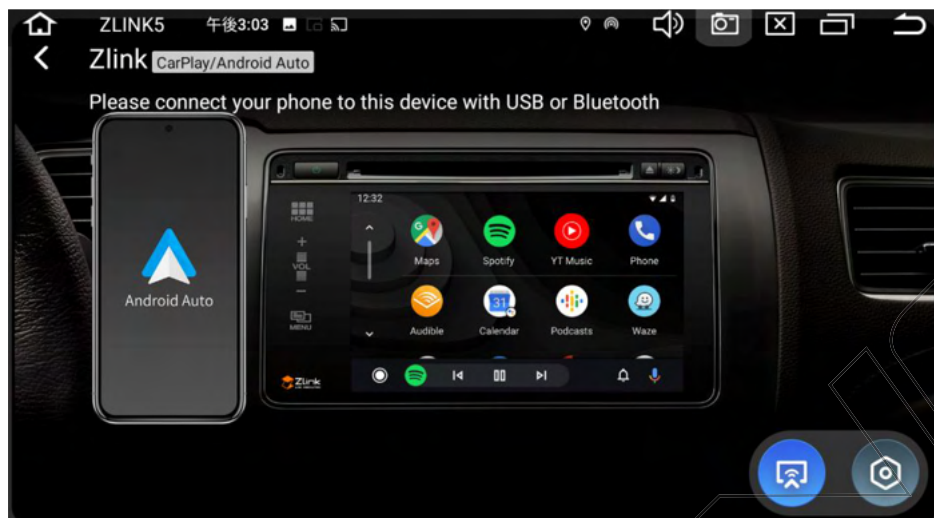 ZLINK5 午後3:03
Zlink CarPlay/Android Auto
Please connect your phone to this device with USB or Bluetooth
Android Auto
12:32
HOME
+
VOL
−
MENU
Maps Spotify YT Music Phone
31
Audible Calendar Podcasts Waze
Zlink